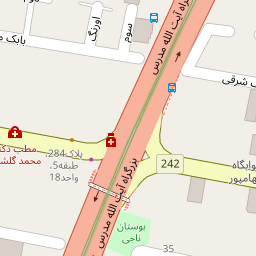 سوم
اورنگ
بابک
بزرگراه آیت الله مدرس
شرقی
مطب دکتر
محمد گلش
پلاک284.
طبقه5.
واحد18
242
بزرگراه آیت الله مدرس
بوستان
ناجی
35